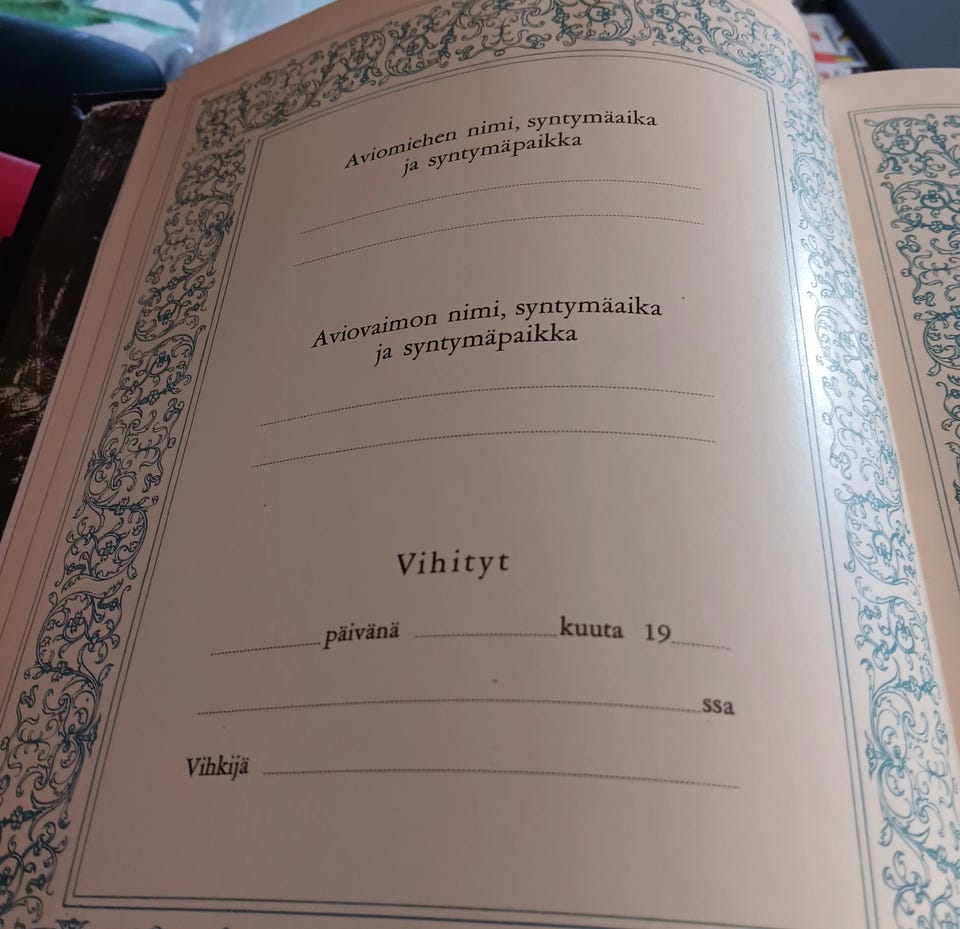 Aviomiehen nimi, syntymäaika
ja syntymäpaikka
Aviovaimon nimi, syntymäaika
ja syntymäpaikka
Vihityt
päivänä kuuta 19
ssa
Vihkijä